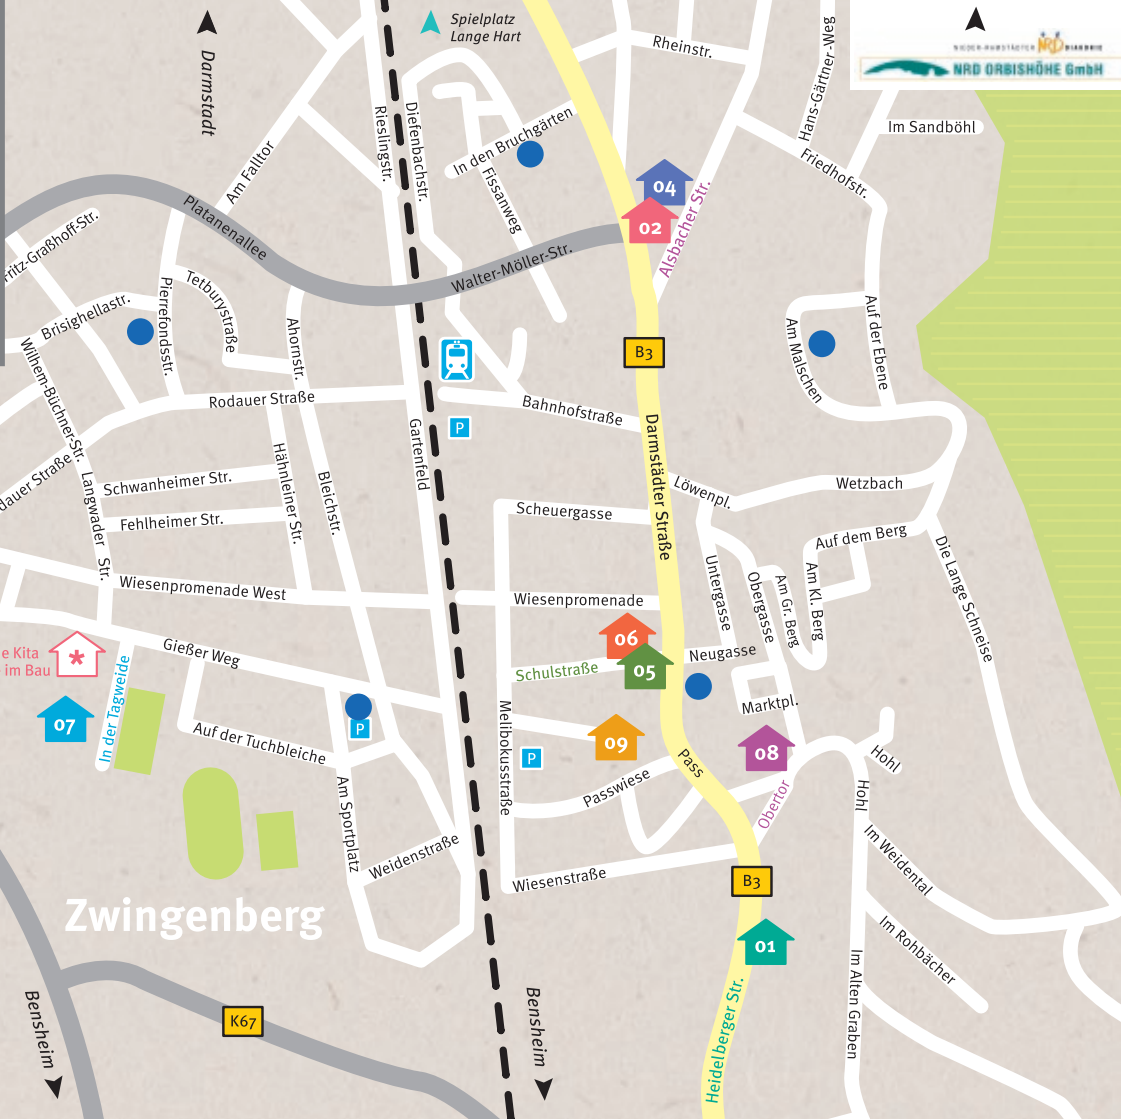 Spielplatz
Lange Hart
NIEDER-RAMSTÄDTER NRD DIAKONIE
NRD ORBISHÖHE GmbH
Darmstadt
Am Falltor
Rieslingstr.
Diefenbachstr.
In den Bruchgärten
Fissanweg
Rheinstr.
Hans-Gärtner-Weg
Im Sandböhl
Friedhofstr.
04
02
Alsbacher Str.
Platanenallee
Walter-Möller-Str.
Fritz-Graßhoff-Str.
Brisighellastr.
Pierrefondsstr.
Tetburystraße
Ahornstr.
Wilhem-Büchner-Str.
B3
Am Malschen
Auf der Ebene
Rodauer Straße
Bahnhofstraße
P
Gartenfeld
Darmstädter Straße
dauer Straße
Langwader Str.
Schwanheimer Str.
Fehlheimer Str.
Hähnleiner Str.
Bleichstr.
Löwenpl.
Wetzbach
Scheuergasse
Auf dem Berg
Untergasse
Obergasse
Am Gr. Berg
Am Kl. Berg
Die Lange Schneise
Wiesenpromenade West
Wiesenpromenade
06
05
Schulstraße
Neugasse
e Kita
im Bau
*
Gießer Weg
In der Tagweide
07
P
Auf der Tuchbleiche
Melibokusstraße
09
P
Marktpl.
08
Pass
Passwiese
Hohl
Hohl
Obertor
Am Sportplatz
Weidenstraße
Wiesenstraße
B3
Im Weidental
Zwingenberg
01
Im Rohbächer
Im Alten Graben
Heidelberger Str.
Bensheim
K67
Bensheim